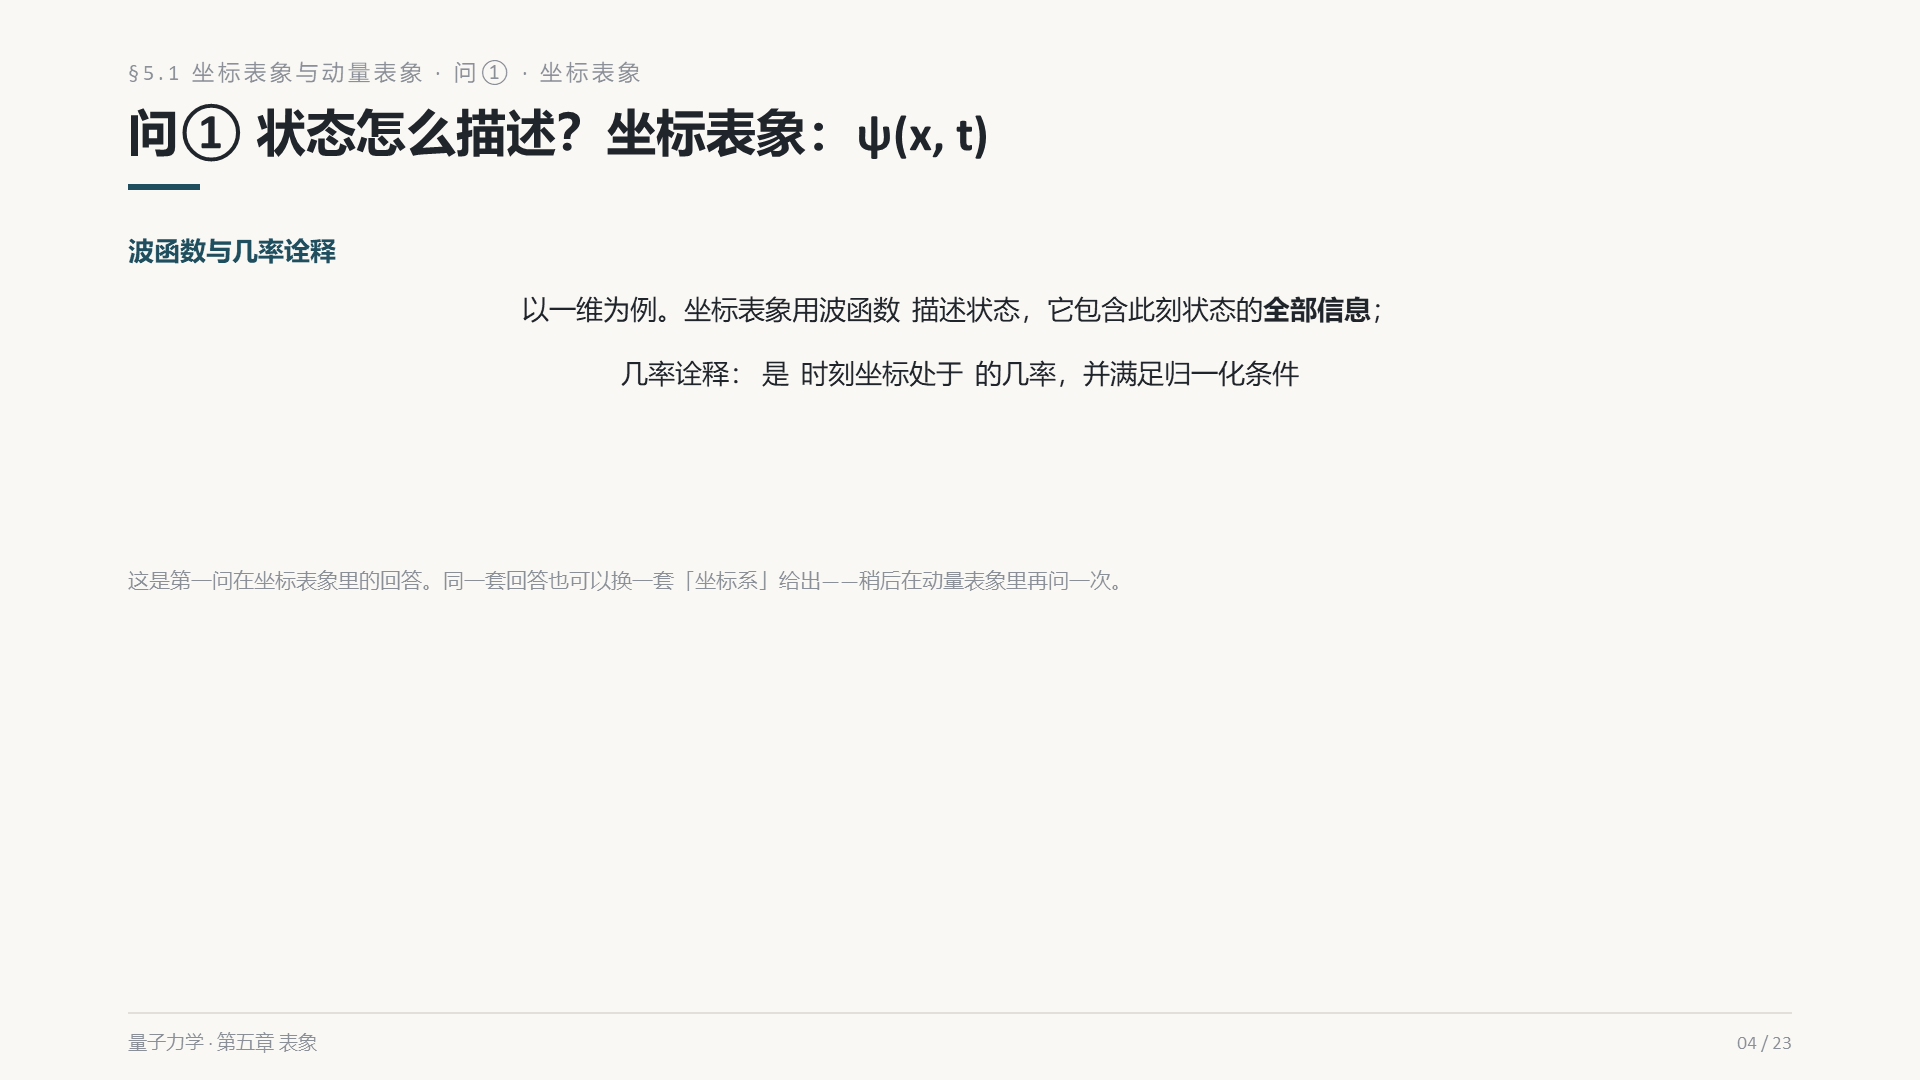 §5.1 坐标表象与动量表象 · 问① · 坐标表象
问① 状态怎么描述？坐标表象：ψ(x, t)
波函数与几率诠释
以一维为例。坐标表象用波函数 描述状态，它包含此刻状态的全部信息；
几率诠释： 是 时刻坐标处于 的几率，并满足归一化条件
这是第一问在坐标表象里的回答。同一套回答也可以换一套「坐标系」给出——稍后在动量表象里再问一次。
量子力学 · 第五章 表象
04 / 23